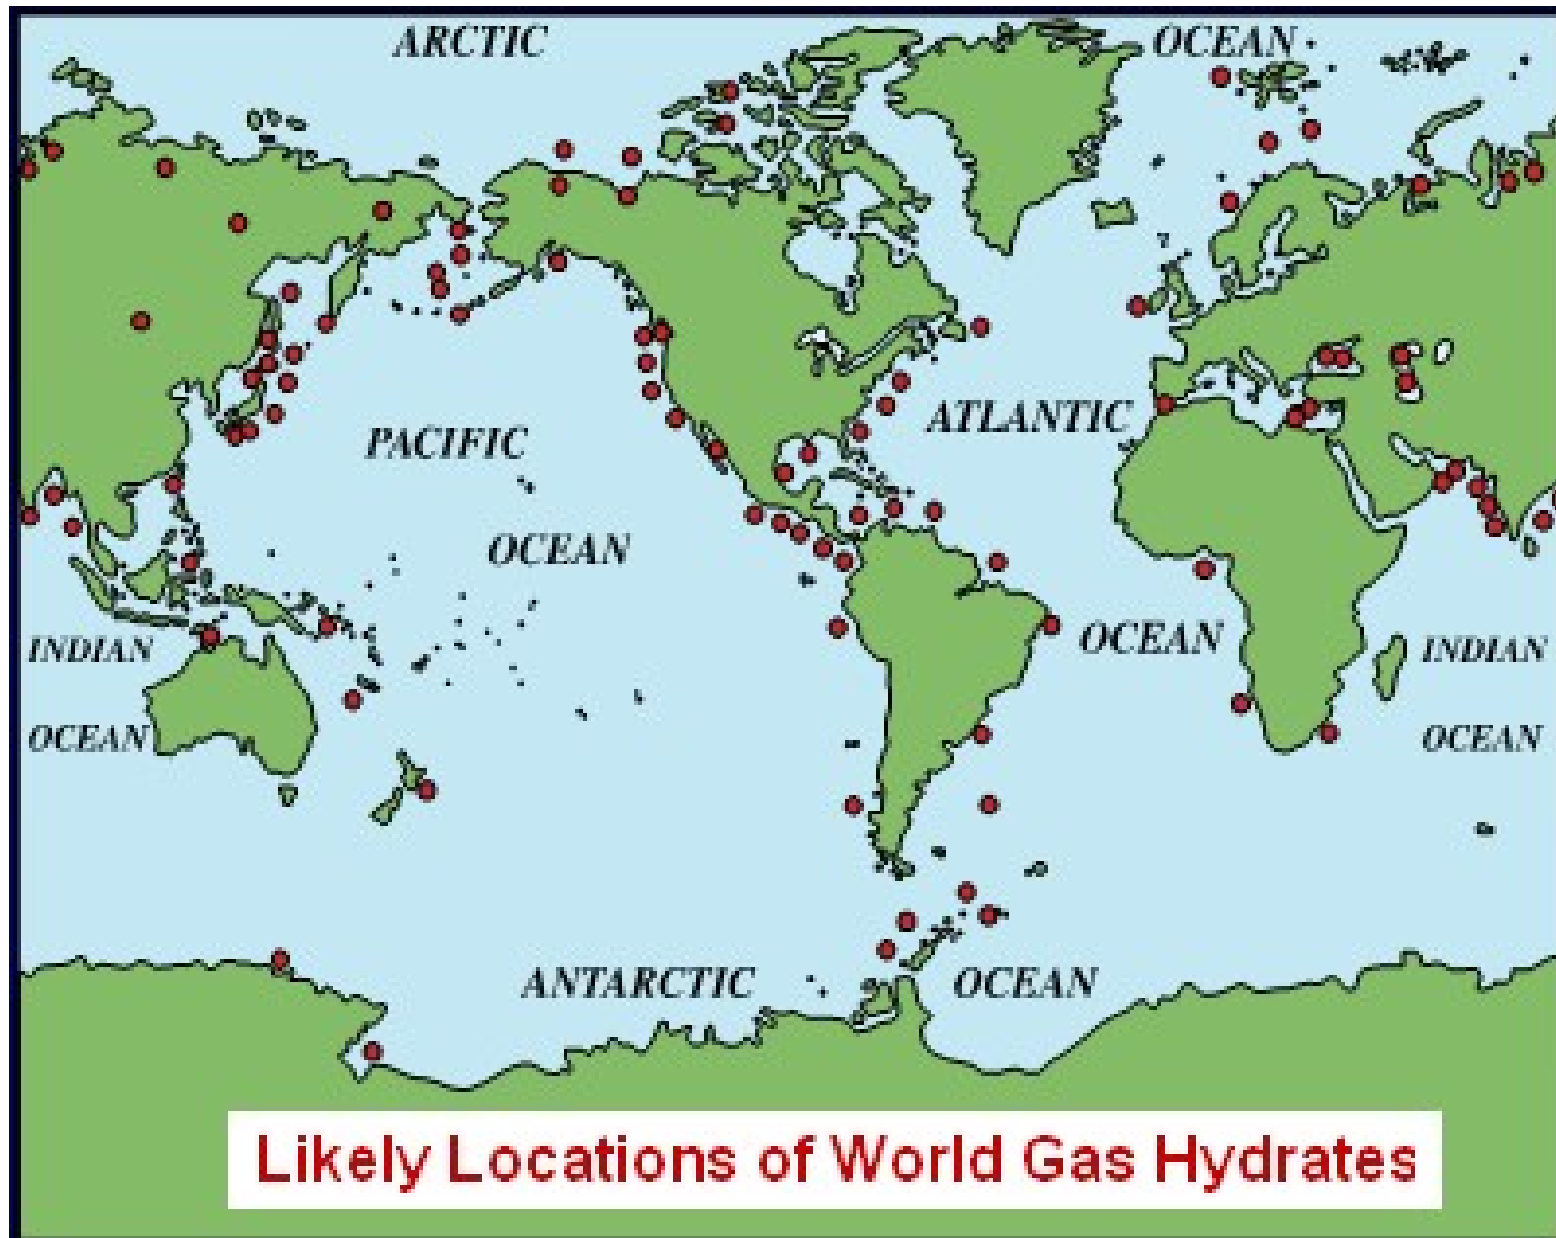 ARCTIC OCEAN
PACIFIC
ATLANTIC
OCEAN
INDIAN
OCEAN
INDIAN
OCEAN
OCEAN
ANTARCTIC OCEAN
Likely Locations of World Gas Hydrates